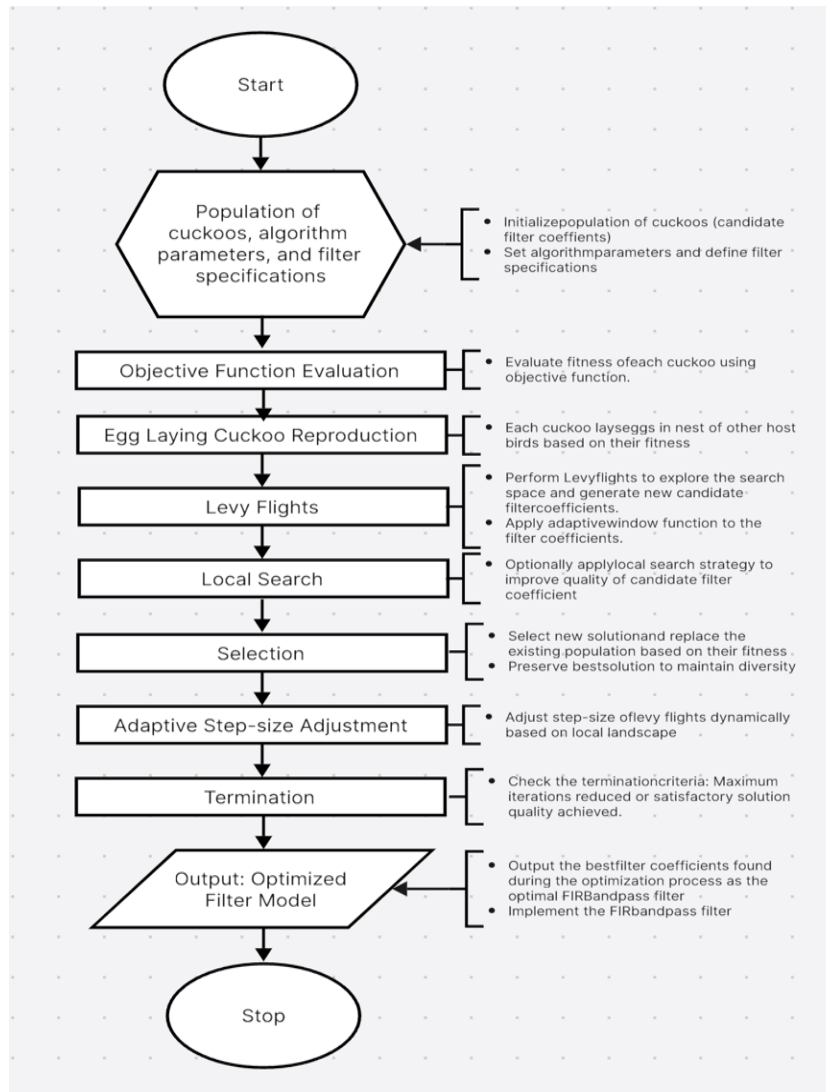 Start
Population of
cuckoos, algorithm
parameters, and filter
specifications
• Initializepopulation of cuckoos (candidate
filter coeffients)
• Set algorithmparameters and define filter
specifications
Objective Function Evaluation
• Evaluate fitness ofeach cuckoo using
objective function.
Egg Laying Cuckoo Reproduction
• Each cuckoo layseggs in nest of other host
birds based on their fitness
Levy Flights
• Perform Levyflights to explore the search
space and generate new candidate
filtercoefficients.
• Apply adaptivewindow function to the
filter coefficients.
Local Search
• Optionally applylocal search strategy to
improve quality of candidate filter
coefficient
Selection
• Select new solutionand replace the
existing population based on their fitness
• Preserve bestsolution to maintain diversity
Adaptive Step-size Adjustment
• Adjust step-size oflevy flights dynamically
based on local landscape
Termination
• Check the terminationcriteria: Maximum
iterations reduced or satisfactory solution
quality achieved.
Output: Optimized
Filter Model
• Output the bestfilter coefficients found
during the optimization process as the
optimal FIRBandpass filter
• Implement the FIRbandpass filter
Stop